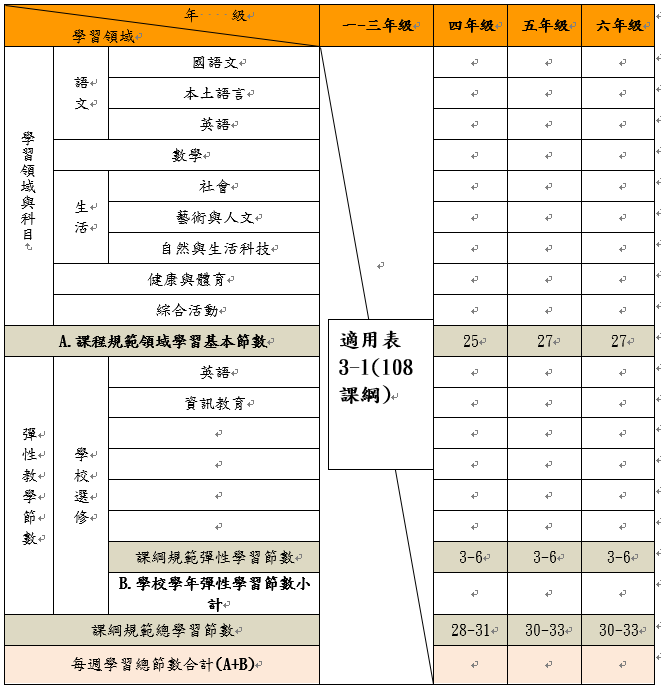 年 級
學習領域
一-三年級
四年級
五年級
六年級
學習領域與科目
語文
國語文
本土語言
英語
數學
生活
社會
藝術與人文
自然與生活科技
健康與體育
綜合活動
A.課程規範領域學習基本節數
25
27
27
適用表
3-1(108
課綱)
彈性教學節數
學校選修
英語
資訊教育
課綱規範彈性學習節數
3-6
3-6
3-6
B.學校學年彈性學習節數小
計
課綱規範總學習節數
28-31
30-33
30-33
每週學習總節數合計(A+B)